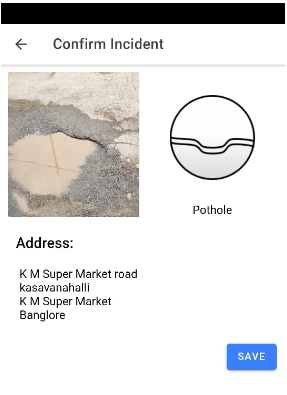 Confirm Incident
Pothole
Address:
K M Super Market road
kasavanahalli
K M Super Market
Banglore
SAVE